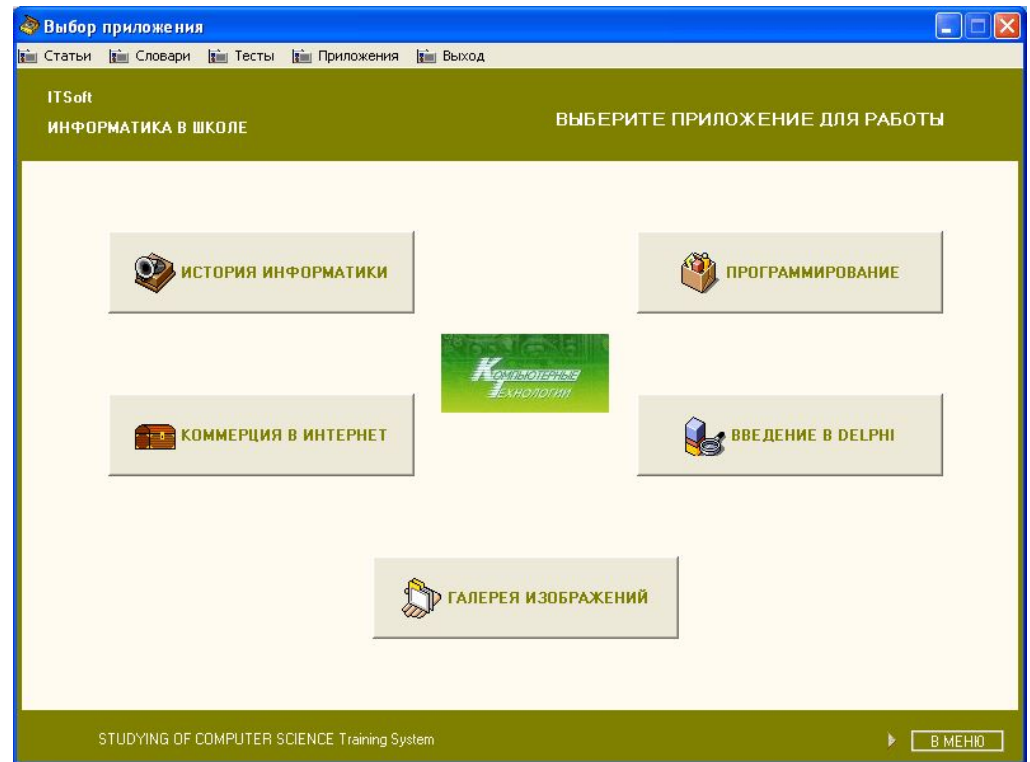 Выбор приложения
Статьи Словари Тесты Приложения Выход
ITSoft
ИНФОРМАТИКА В ШКОЛЕ
ВЫБЕРИТЕ ПРИЛОЖЕНИЕ ДЛЯ РАБОТЫ
ИСТОРИЯ ИНФОРМАТИКИ
ПРОГРАММИРОВАНИЕ
КОМПЬЮТЕРНЫЕ
ТЕХНОЛОГИИ
КОММЕРЦИЯ В ИНТЕРНЕТ
ВВЕДЕНИЕ В DELPHI
ГАЛЕРЕЯ ИЗОБРАЖЕНИЙ
STUDYING OF COMPUTER SCIENCE Training System
В МЕНЮ